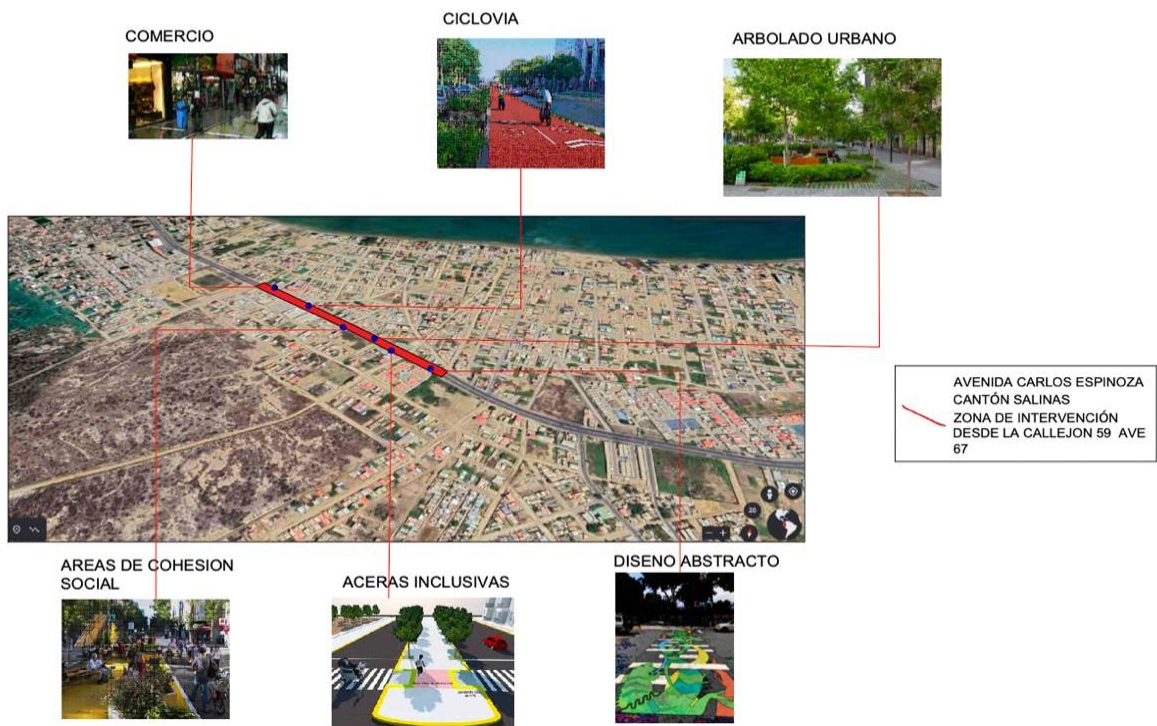 COMERCIO
CICLOVIA
ARBOLADO URBANO
AVENIDA CARLOS ESPINOZA
CANTÓN SALINAS
ZONA DE INTERVENCIÓN
DESDE LA CALLEJON 59 AVE
67
2D
AREAS DE COHESION
SOCIAL
ACERAS INCLUSIVAS
DISENO ABSTRACTO